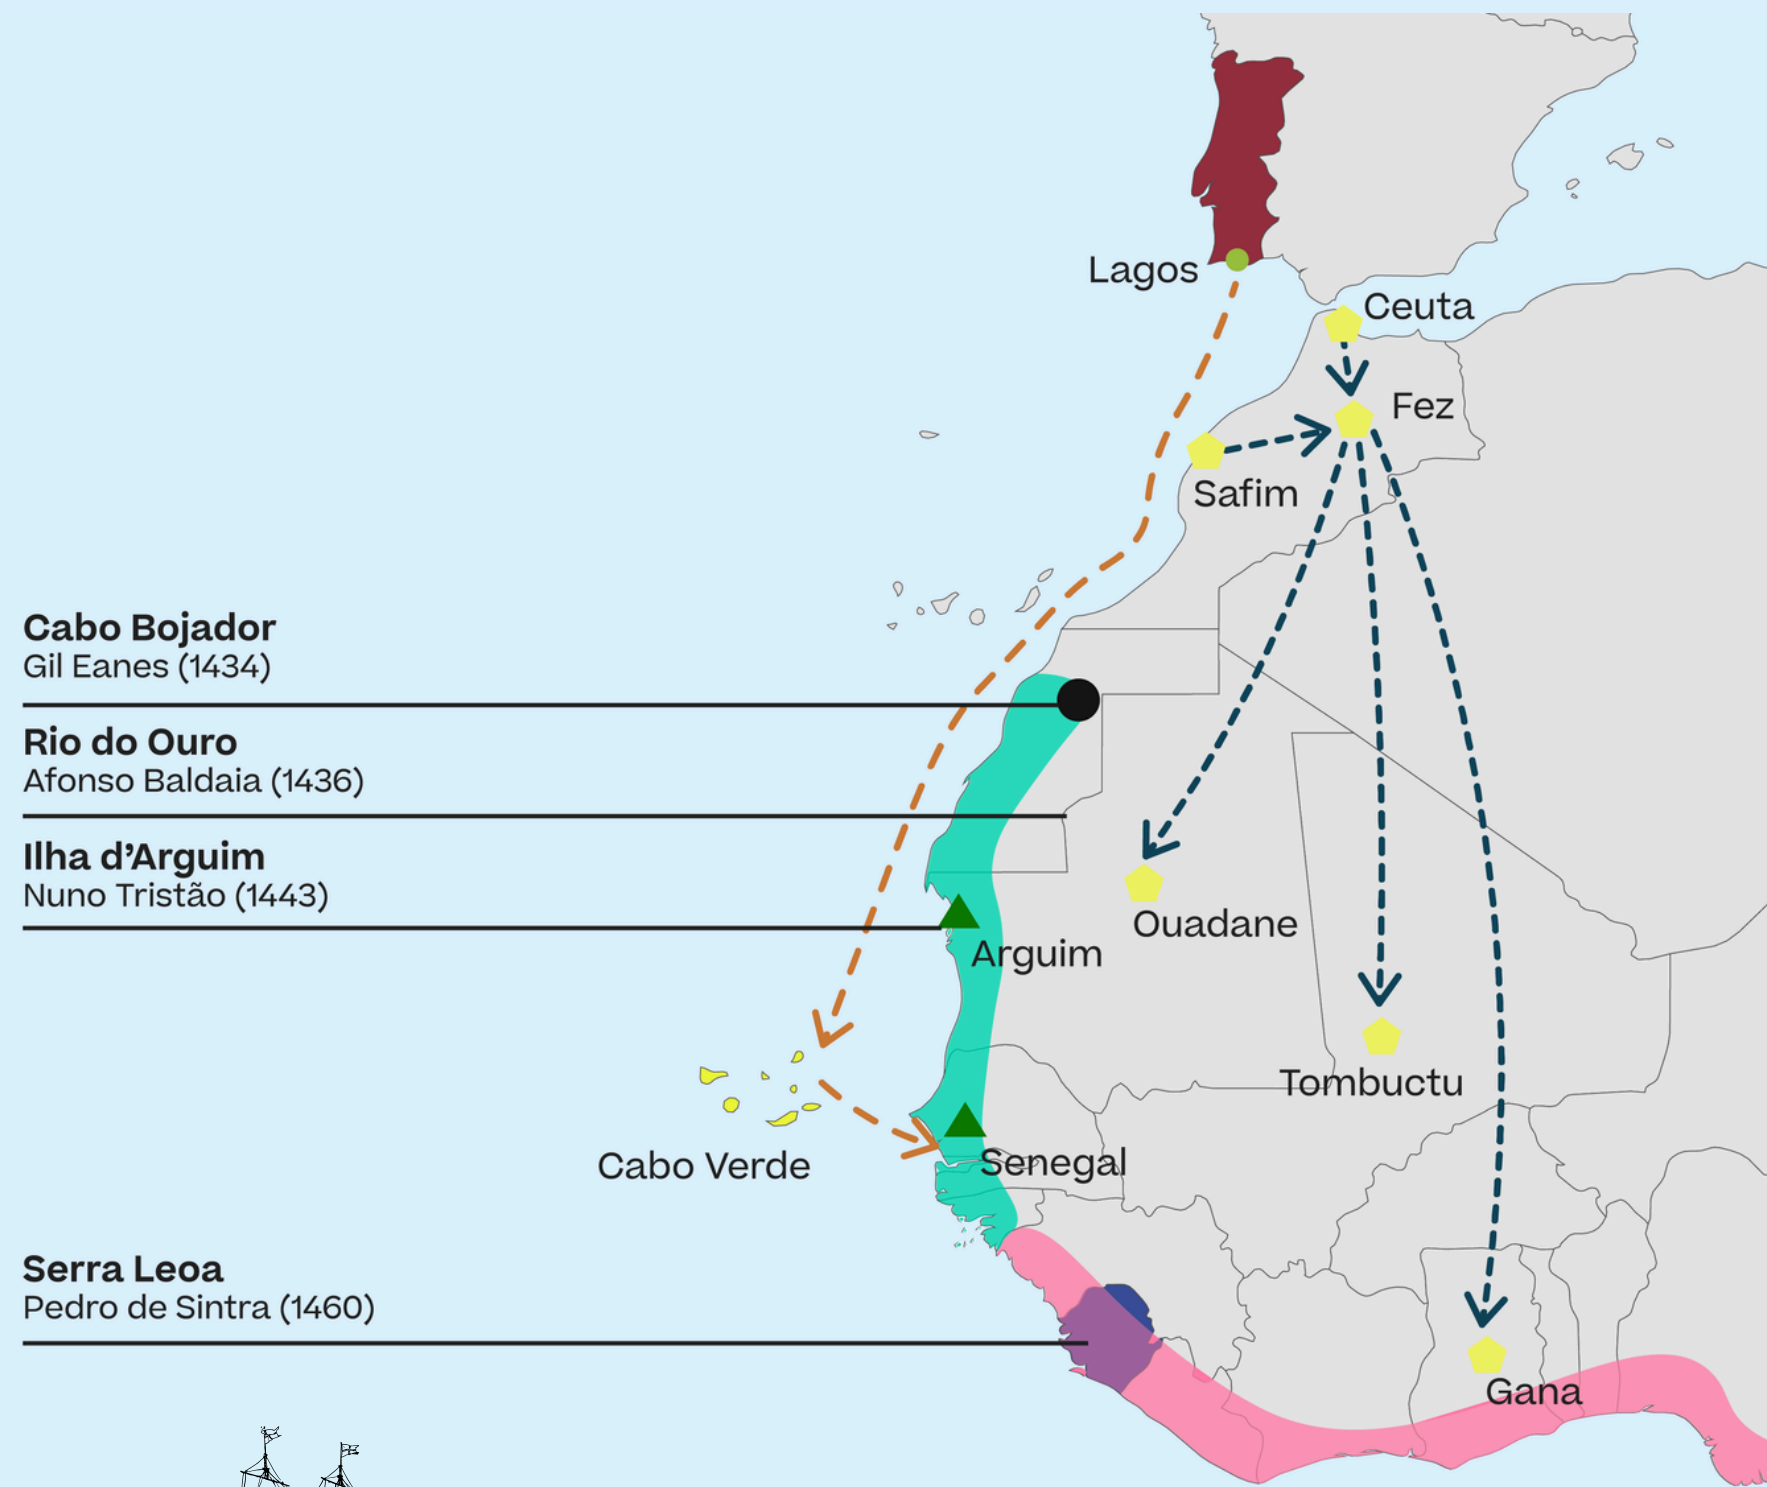 Lagos
Ceuta
Fez
Safim
Cabo Bojador
Gil Eanes (1434)
Rio do Ouro
Afonso Baldaia (1436)
Ilha d’Arguim
Nuno Tristão (1443)
Ouadane
Arguim
Tombuctu
Cabo Verde
Senegal
Serra Leoa
Pedro de Sintra (1460)
Gana